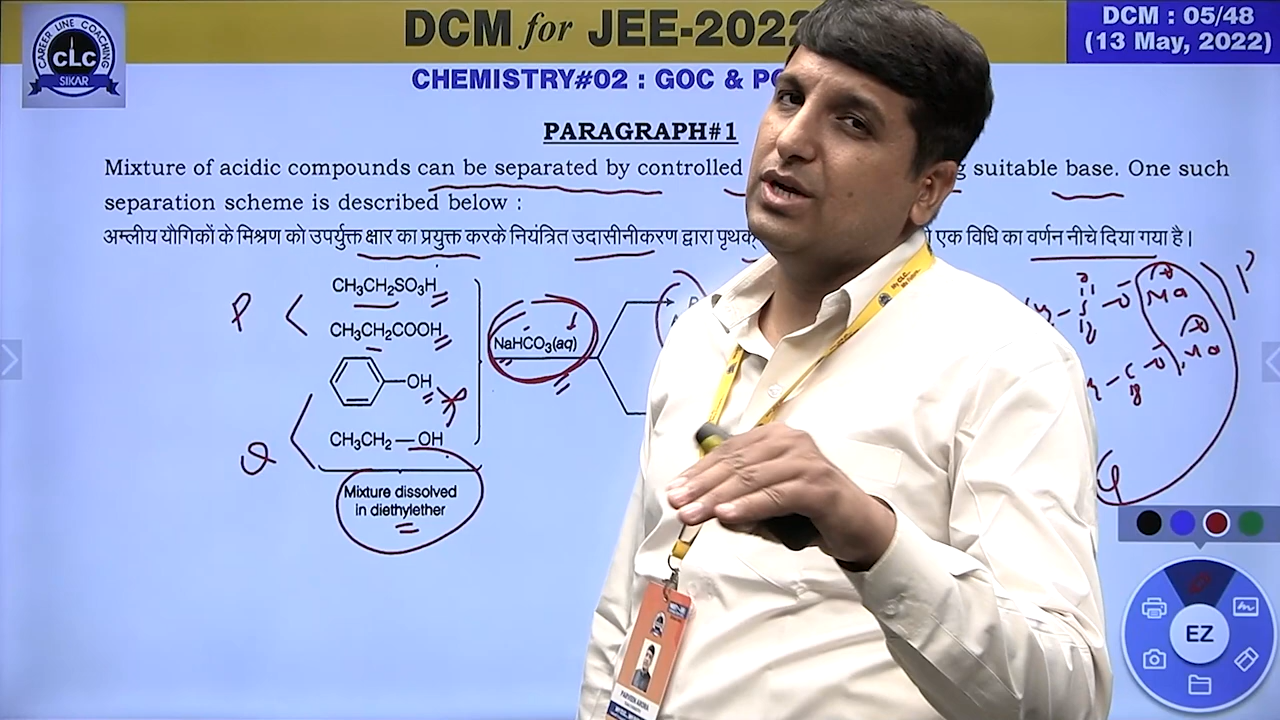 DCM for JEE-2022
DCM : 05/48
(13 May, 2022)
CAREER LINE COACHING
CLC
SIKAR
CHEMISTRY#02 : GOC &
PARAGRAPH#1
Mixture of acidic compounds can be separated by controlled suitable base. One such
separation scheme is described below :
अम्लीय यौगिकों के मिश्रण को उपर्युक्त क्षार का प्रयुक्त करके नियंत्रित उदासीनीकरण द्वारा पृथक् एक विधि का वर्णन नीचे दिया गया है।
P
CH₃CH₂SO₃H
CH₃CH₂COOH
OH
CH₃CH₂—OH
NaHCO₃(aq)
Q
Mixture dissolved
in diethylether
P
EZ
My CLC,